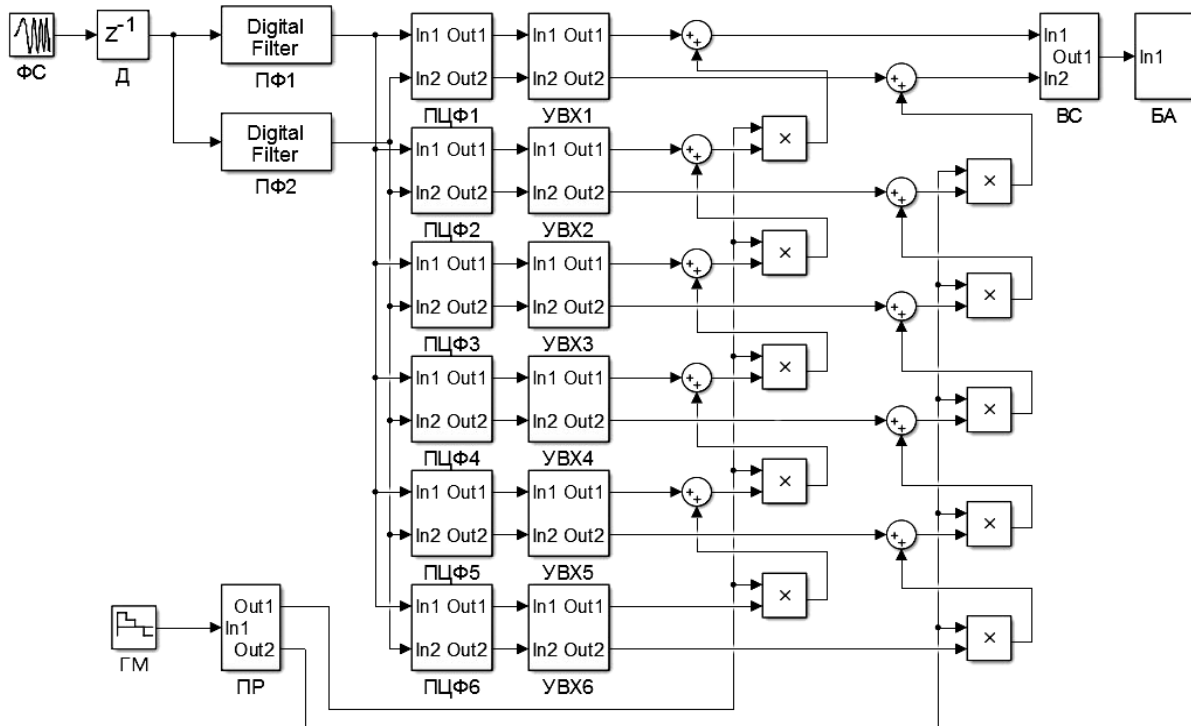 ФС
Z-1
Д
Digital
Filter
ПФ1
Digital
Filter
ПФ2
In1 Out1
In2 Out2
ПЦФ1
In1 Out1
In2 Out2
УВХ1
In1 Out1
In2 Out2
ПЦФ2
In1 Out1
In2 Out2
УВХ2
In1 Out1
In2 Out2
ПЦФ3
In1 Out1
In2 Out2
УВХ3
In1 Out1
In2 Out2
ПЦФ4
In1 Out1
In2 Out2
УВХ4
In1 Out1
In2 Out2
ПЦФ5
In1 Out1
In2 Out2
УВХ5
In1 Out1
In2 Out2
ПЦФ6
In1 Out1
In2 Out2
УВХ6
In1
Out1
In2
ВС
In1
БА
ГМ
Out1
In1
Out2
ПР